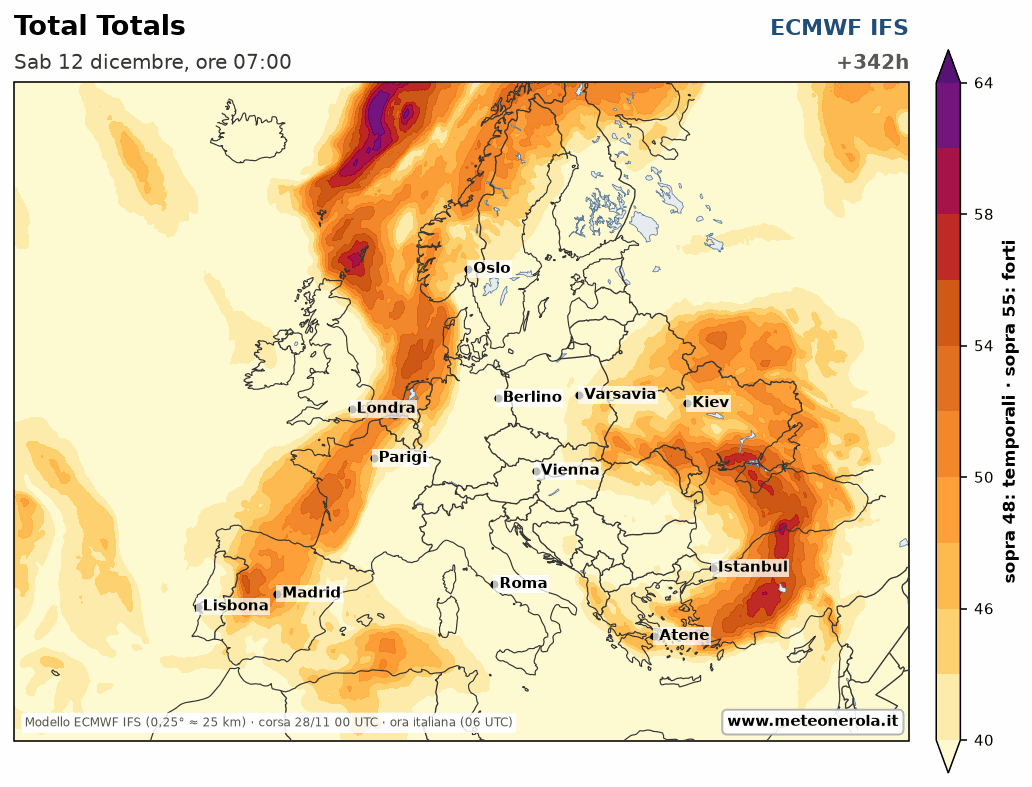 Total Totals
ECMWF IFS
Sab 12 dicembre, ore 07:00
+342h
64
58
54
50
46
40
sopra 48: temporali · sopra 55: forti
Oslo
Berlino
Varsavia
Kiev
Londra
Parigi
Vienna
Istanbul
Roma
Madrid
Lisbona
Atene
Modello ECMWF IFS (0,25° ≈ 25 km) · corsa 28/11 00 UTC · ora italiana (06 UTC)
www.meteonerola.it